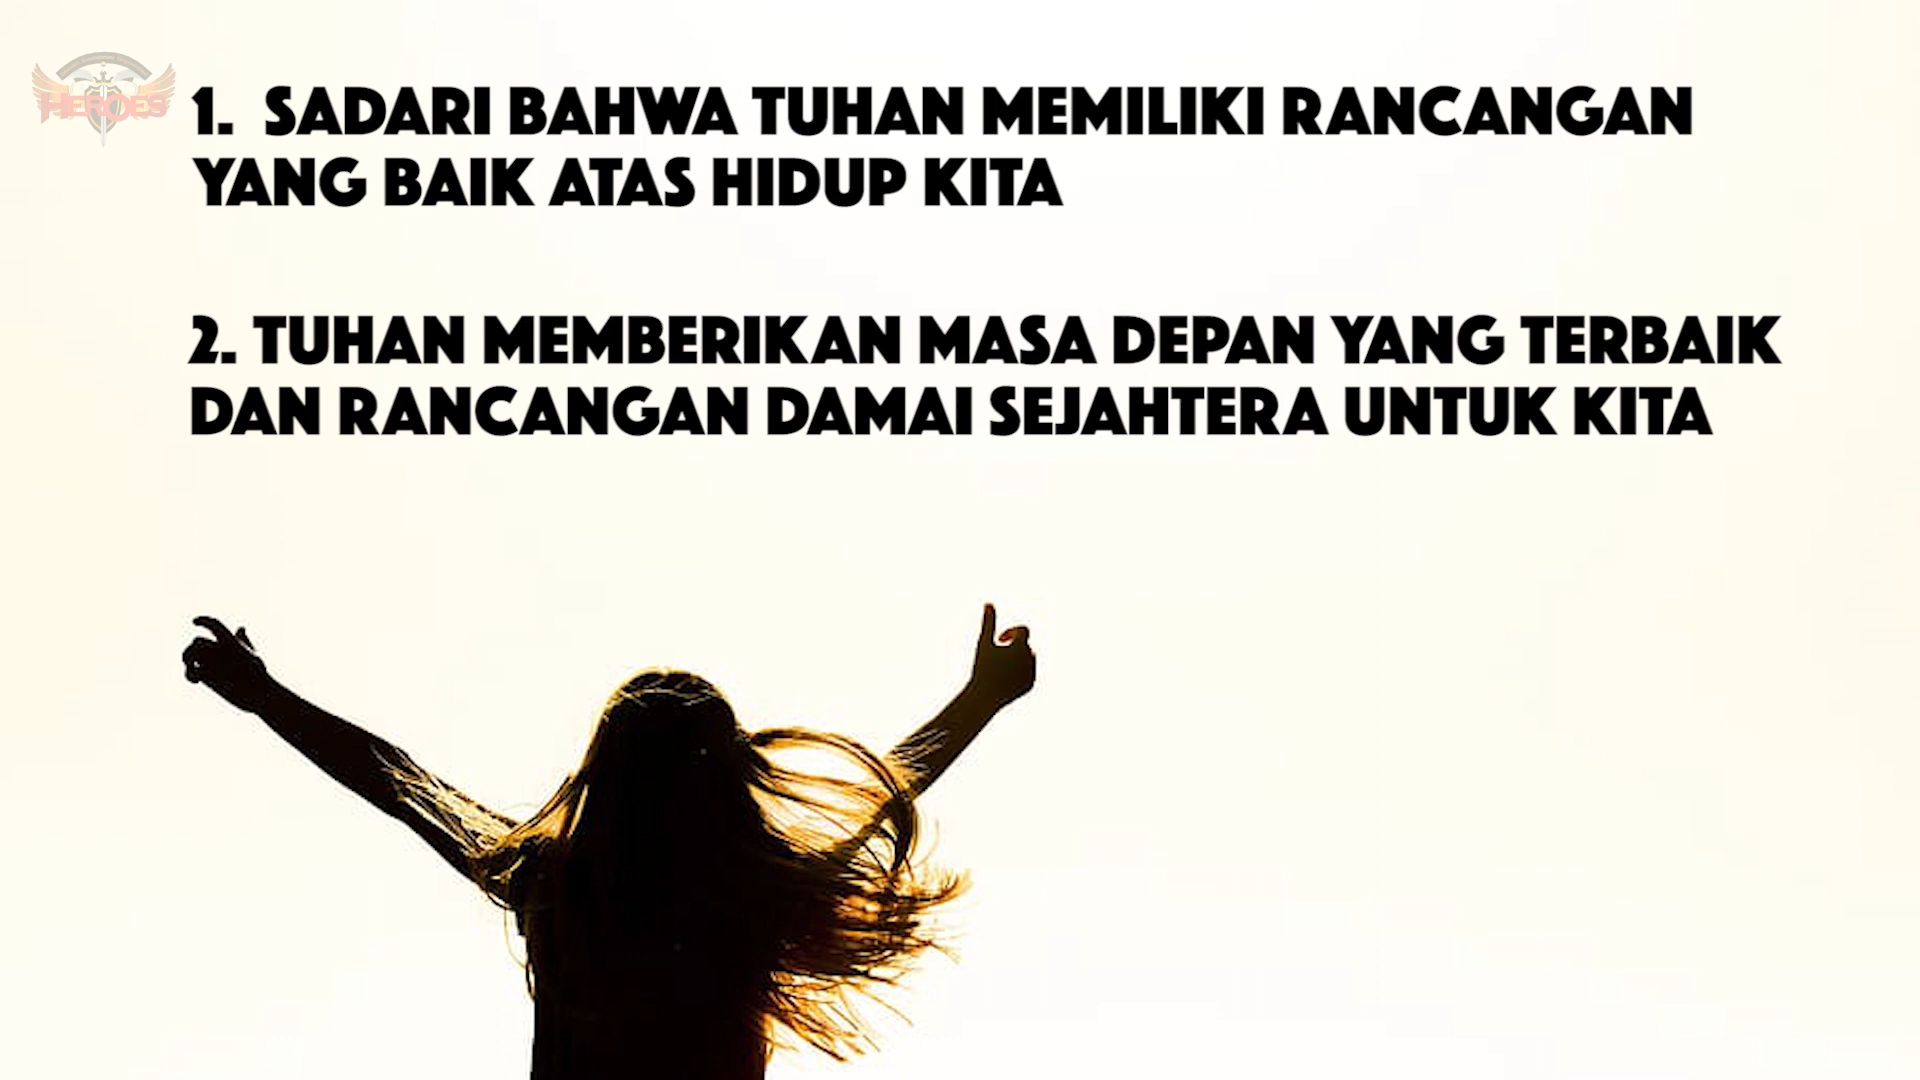 HEROES
1. SADARI BAHWA TUHAN MEMILIKI RANCANGAN
YANG BAIK ATAS HIDUP KITA
2. TUHAN MEMBERIKAN MASA DEPAN YANG TERBAIK
DAN RANCANGAN DAMAI SEJAHTERA UNTUK KITA